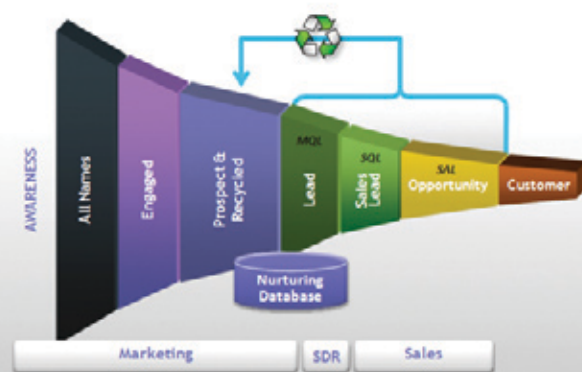 AWARENESS
All Names
Engaged
Prospect &
Recycled
MQL
Lead
SQL
Sales
Lead
SAL
Opportunity
Customer
Nurturing
Database
Marketing
SDR
Sales